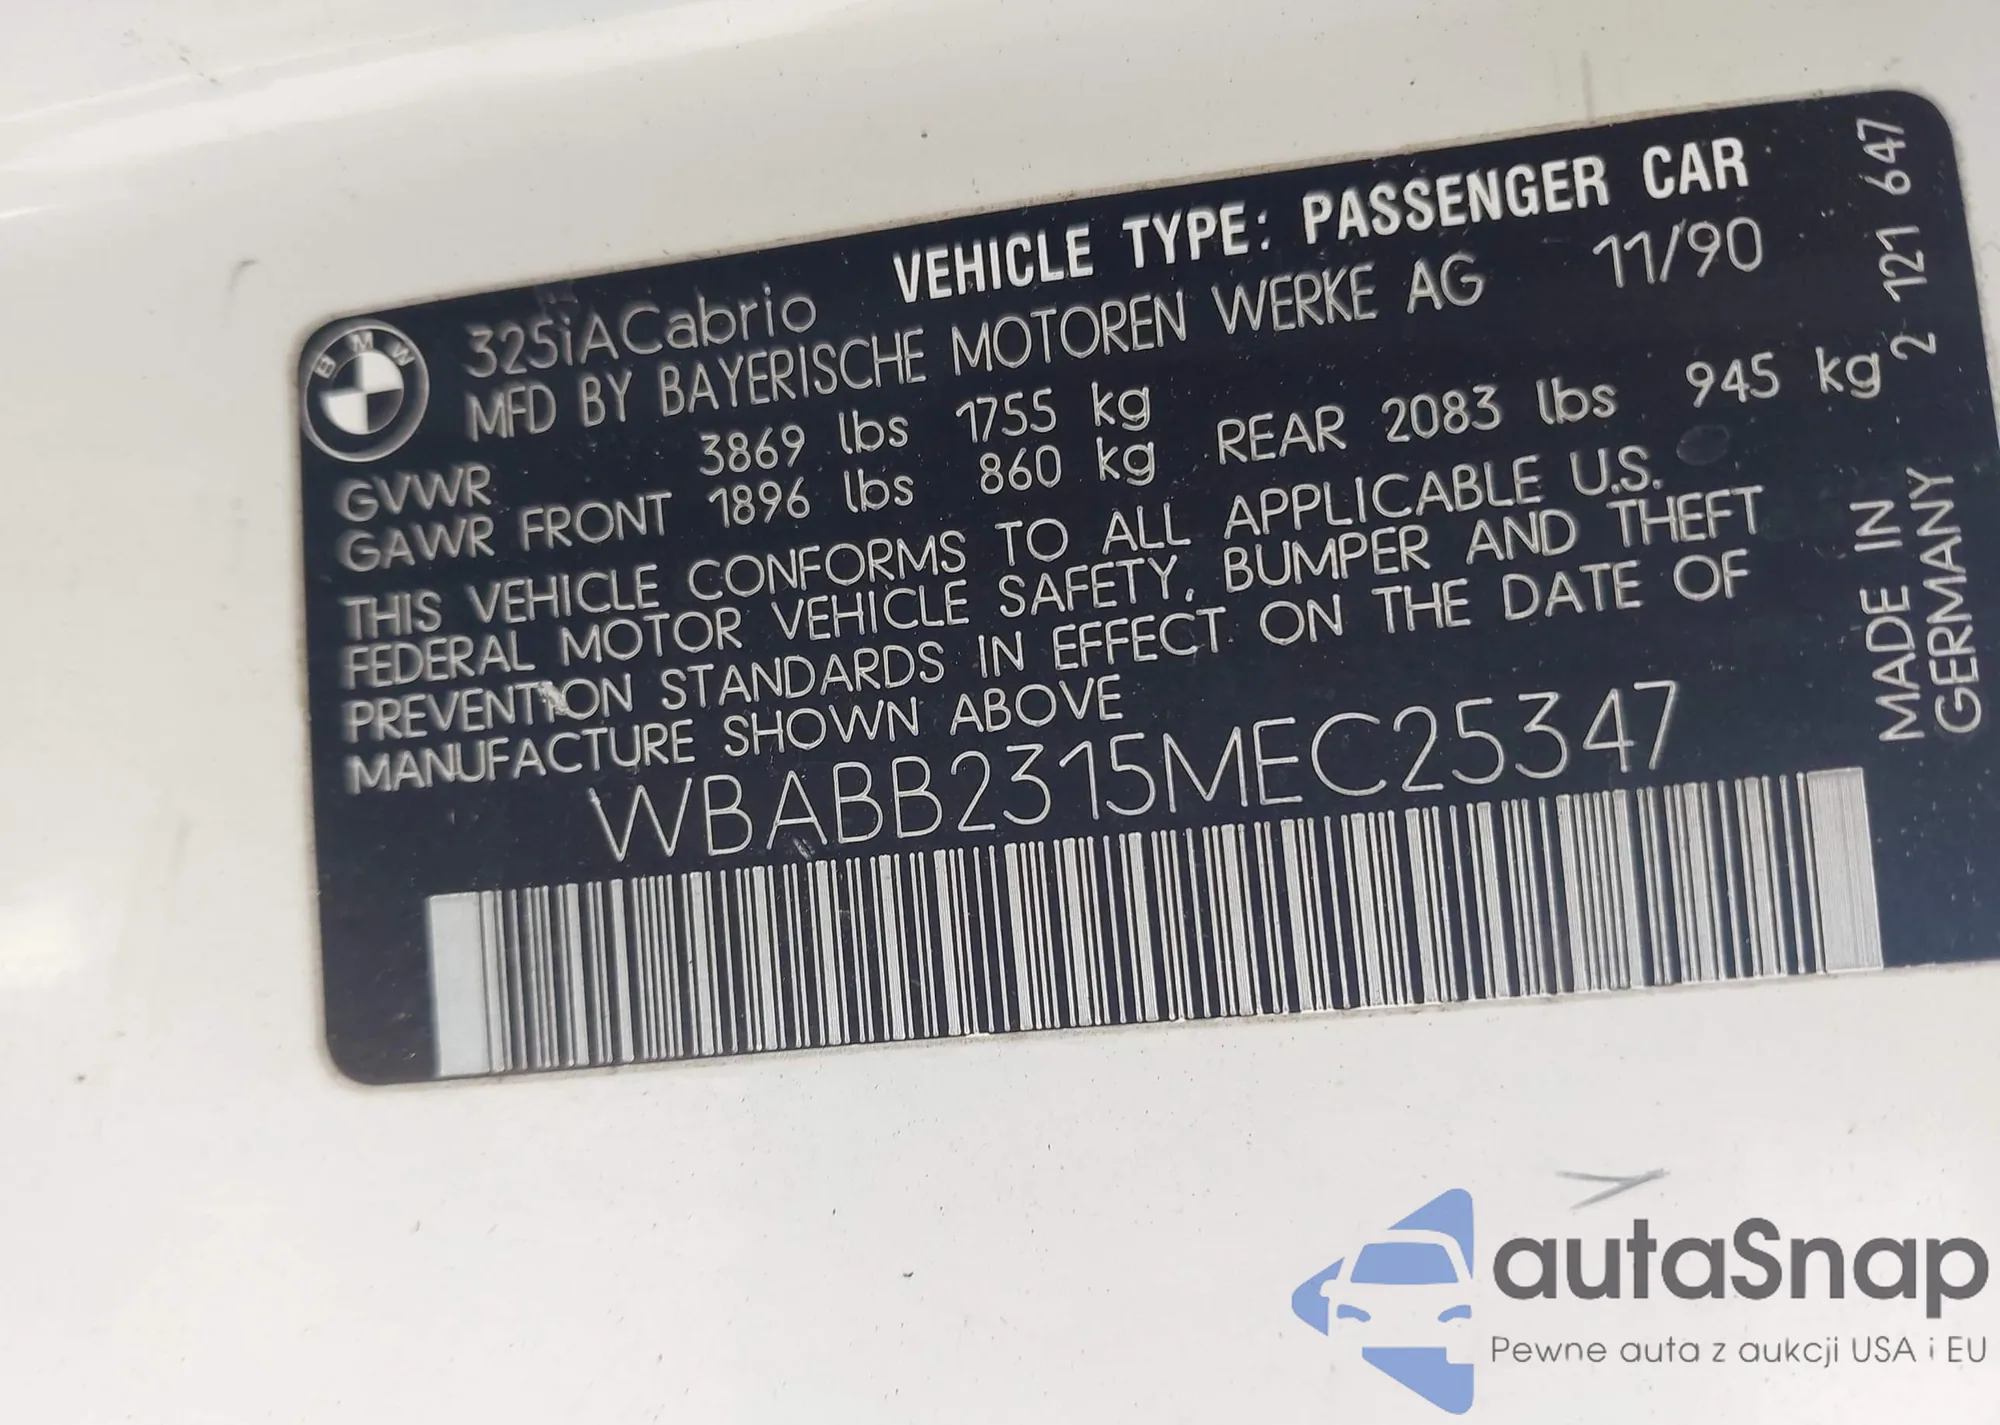 BMW
325iACabrio VEHICLE TYPE: PASSENGER CAR
MFD BY BAYERISCHE MOTOREN WERKE AG 11/90
GVWR 3869 lbs 1755 kg
GAWR FRONT 1896 lbs 860 kg REAR 2083 lbs 945 kg
THIS VEHICLE CONFORMS TO ALL APPLICABLE U.S.
FEDERAL MOTOR VEHICLE SAFETY, BUMPER AND THEFT
PREVENTION STANDARDS IN EFFECT ON THE DATE OF
MANUFACTURE SHOWN ABOVE
WBABB2315MEC25347
2 121 647
MADE IN
GERMANY
autaSnap
Pewne auta z aukcji USA i EU